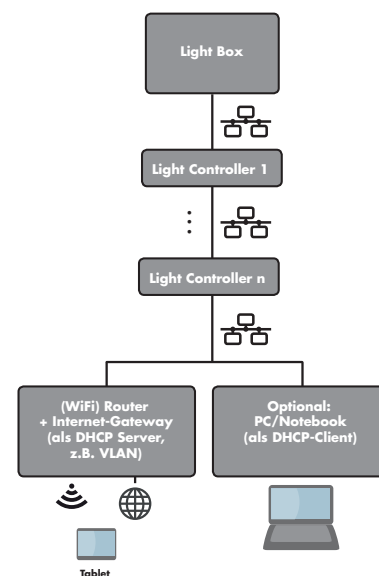 Light Box
Light Controller 1
Light Controller n
(WiFi) Router
+ Internet-Gateway
(als DHCP Server,
z.B. VLAN)
Optional:
PC/Notebook
(als DHCP-Client)
Tablet